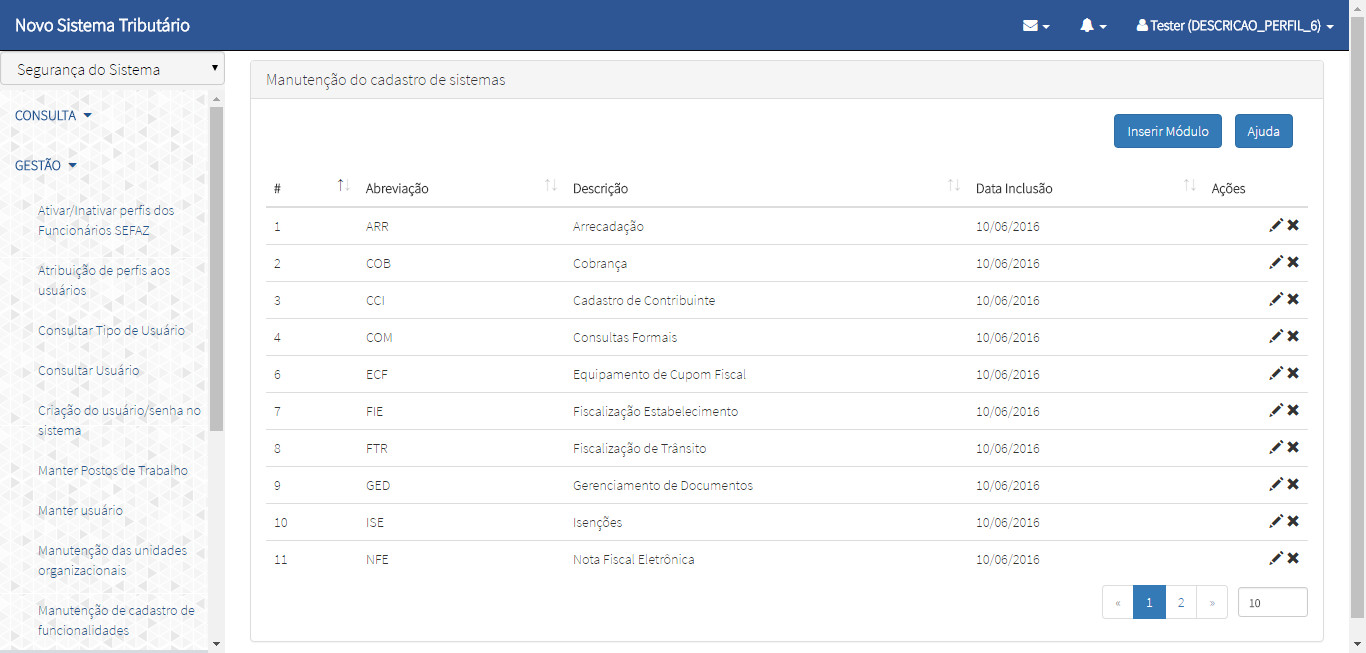 Novo Sistema Tributário
Tester (DESCRICAO_PERFIL_6)
Segurança do Sistema
CONSULTA
GESTÃO
Ativar/Inativar perfis dos
Funcionários SEFAZ
Atribuição de perfis aos
usuários
Consultar Tipo de Usuário
Consultar Usuário
Criação do usuário/senha no
sistema
Manter Postos de Trabalho
Manter usuário
Manutenção das unidades
organizacionais
Manutenção de cadastro de
funcionalidades
Manutenção do cadastro de sistemas
Inserir Módulo Ajuda
# Abreviação Descrição Data Inclusão Ações
1 ARR Arrecadação 10/06/2016
2 COB Cobrança 10/06/2016
3 CCI Cadastro de Contribuinte 10/06/2016
4 COM Consultas Formais 10/06/2016
6 ECF Equipamento de Cupom Fiscal 10/06/2016
7 FIE Fiscalização Estabelecimento 10/06/2016
8 FTR Fiscalização de Trânsito 10/06/2016
9 GED Gerenciamento de Documentos 10/06/2016
10 ISE Isenções 10/06/2016
11 NFE Nota Fiscal Eletrônica 10/06/2016
« 1 2 » 10